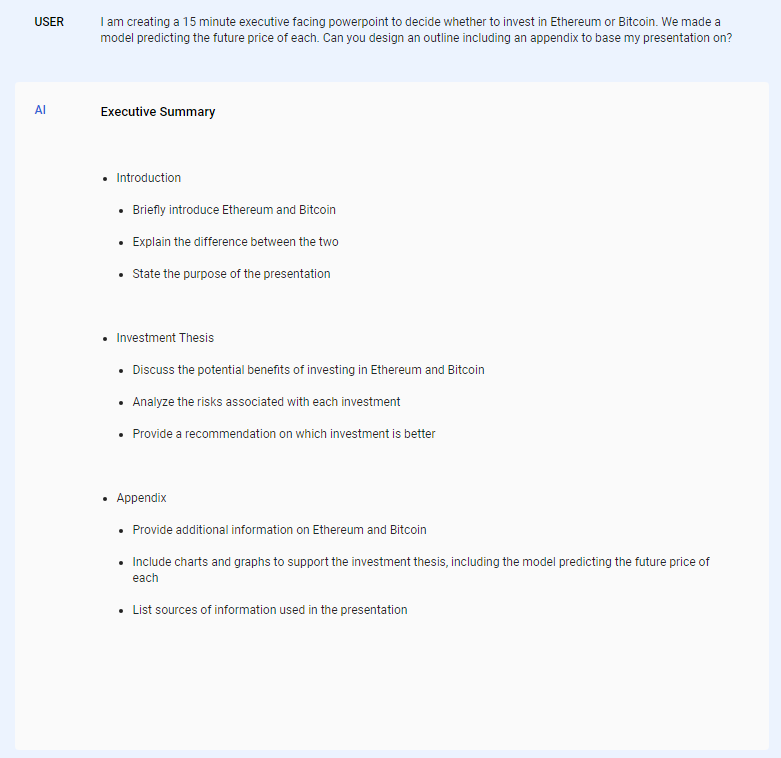 USER
I am creating a 15 minute executive facing powerpoint to decide whether to invest in Ethereum or Bitcoin. We made a
model predicting the future price of each. Can you design an outline including an appendix to base my presentation on?
AI
Executive Summary
• Introduction
• Briefly introduce Ethereum and Bitcoin
• Explain the difference between the two
• State the purpose of the presentation
• Investment Thesis
• Discuss the potential benefits of investing in Ethereum and Bitcoin
• Analyze the risks associated with each investment
• Provide a recommendation on which investment is better
• Appendix
• Provide additional information on Ethereum and Bitcoin
• Include charts and graphs to support the investment thesis, including the model predicting the future price of
each
• List sources of information used in the presentation